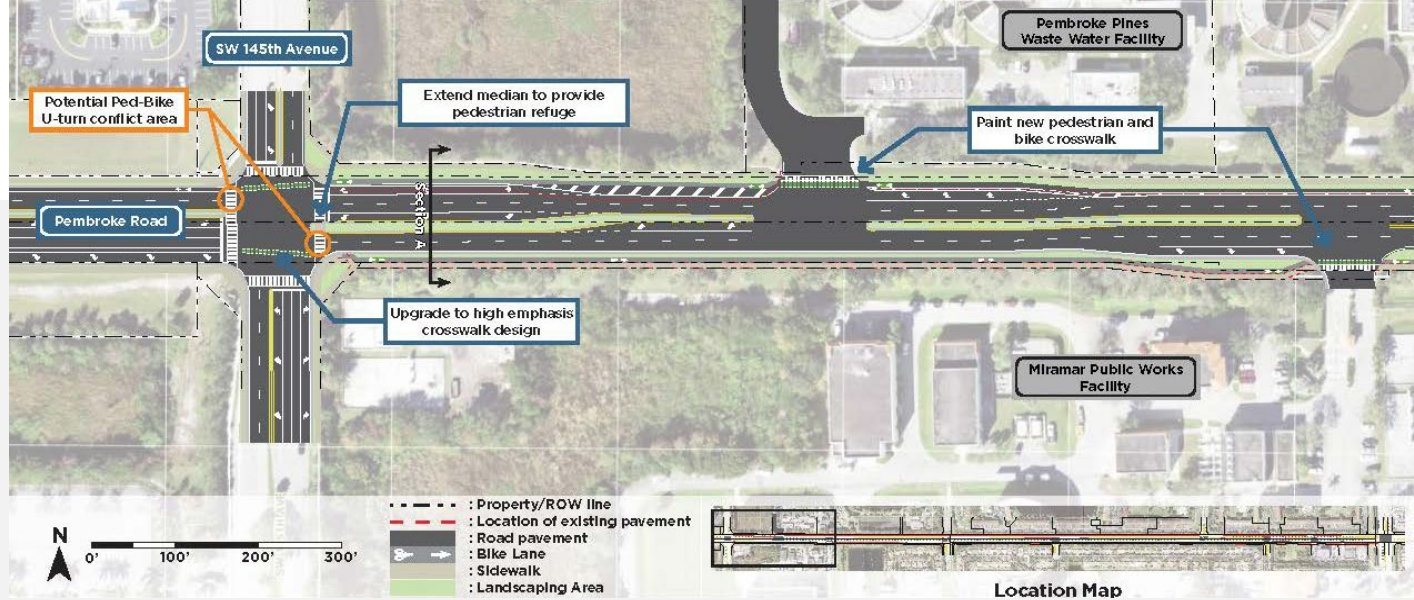 Pembroke Pines
Waste Water Facility
SW 145th Avenue
Potential Ped-Bike
U-turn conflict area
Extend median to provide
pedestrian refuge
Paint new pedestrian and
bike crosswalk
Section A
Pembroke Road
Upgrade to high emphasis
crosswalk design
Miramar Public Works
Facility
N
0' 100' 200' 300'
: Property/ROW line
: Location of existing pavement
: Road pavement
: Bike Lane
: Sidewalk
: Landscaping Area
Location Map